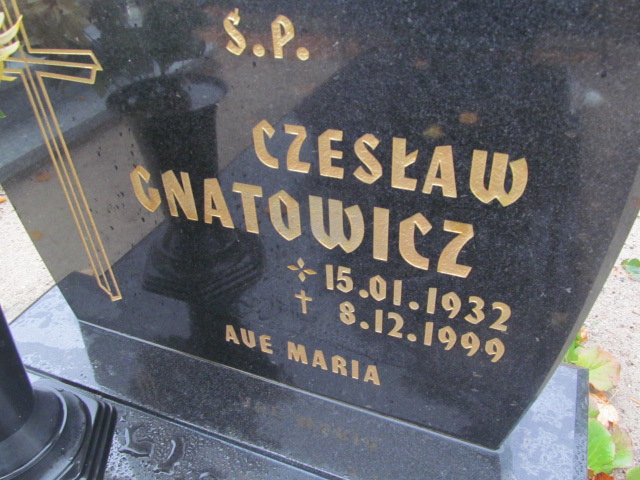 Ś.P.
CZESŁAW
GNATOWICZ
15.01.1932
8.12.1999
AVE MARIA